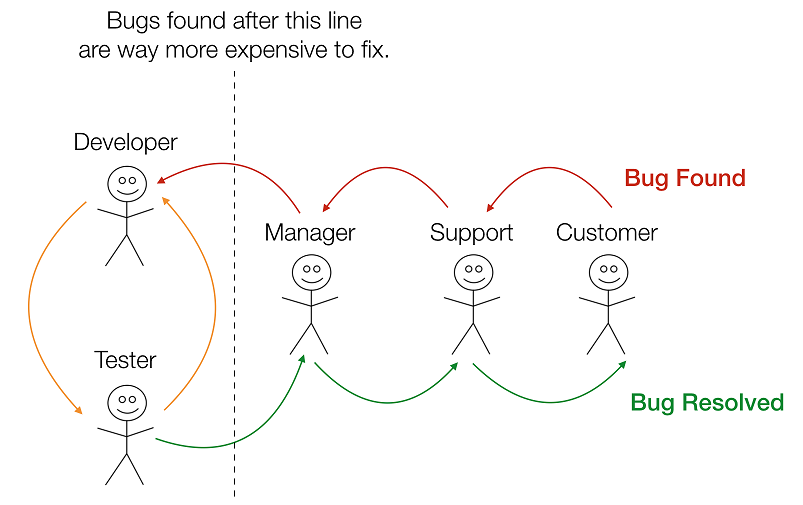 Bugs found after this line
are way more expensive to fix.
Developer
Bug Found
Manager
Support
Customer
Tester
Bug Resolved